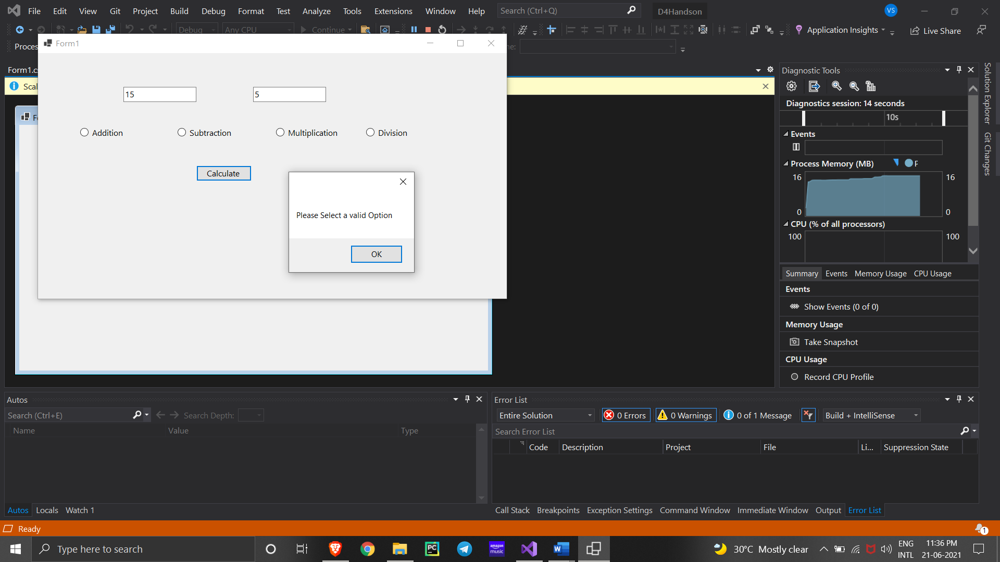 File Edit View Git Project Build Debug Format Test Analyze Tools Extensions Window Help Search (Ctrl+Q) D4Handson VS
Debug Any CPU Continue Application Insights Live Share
Proces
Form1
Form1.cs
Scal
15 5
Addition Subtraction Multiplication Division
Calculate
Please Select a valid Option
OK
Diagnostic Tools
Diagnostics session: 14 seconds
10s
Events
Process Memory (MB) P
16 16
0 0
CPU (% of all processors)
100 100
Summary Events Memory Usage CPU Usage
Events
Show Events (0 of 0)
Memory Usage
Take Snapshot
CPU Usage
Record CPU Profile
Solution Explorer
Git Changes
Autos
Search (Ctrl+E) Search Depth:
Name Value Type
Autos Locals Watch 1
Error List
Entire Solution 0 Errors 0 Warnings 0 of 1 Message Build + IntelliSense
Search Error List
Code Description Project File Li... Suppression State
Call Stack Breakpoints Exception Settings Command Window Immediate Window Output Error List
Ready 1
Type here to search PC amazon music W 30°C Mostly clear ENG INTL 11:36 PM 21-06-2021